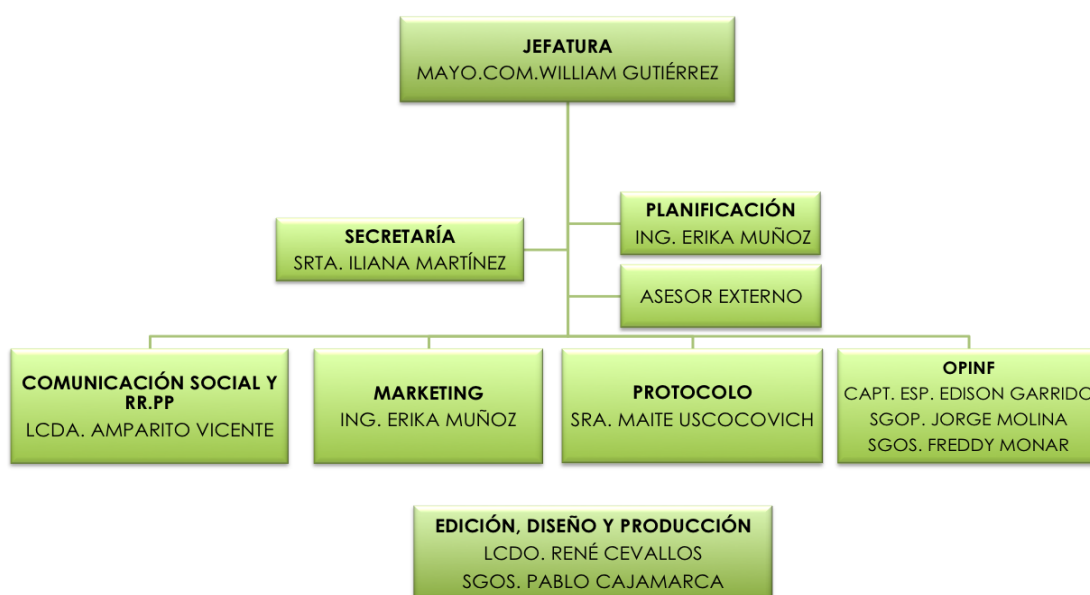 JEFATURA
MAYO.COM.WILLIAM GUTIÉRREZ
PLANIFICACIÓN
ING. ERIKA MUÑOZ
SECRETARÍA
SRTA. ILIANA MARTÍNEZ
ASESOR EXTERNO
COMUNICACIÓN SOCIAL Y
RR.PP
LCDA. AMPARITO VICENTE
MARKETING
ING. ERIKA MUÑOZ
PROTOCOLO
SRA. MAITE USCOCOVICH
OPINF
CAPT. ESP. EDISON GARRIDO
SGOP. JORGE MOLINA
SGOS. FREDDY MONAR
EDICIÓN, DISEÑO Y PRODUCCIÓN
LCDO. RENÉ CEVALLOS
SGOS. PABLO CAJAMARCA